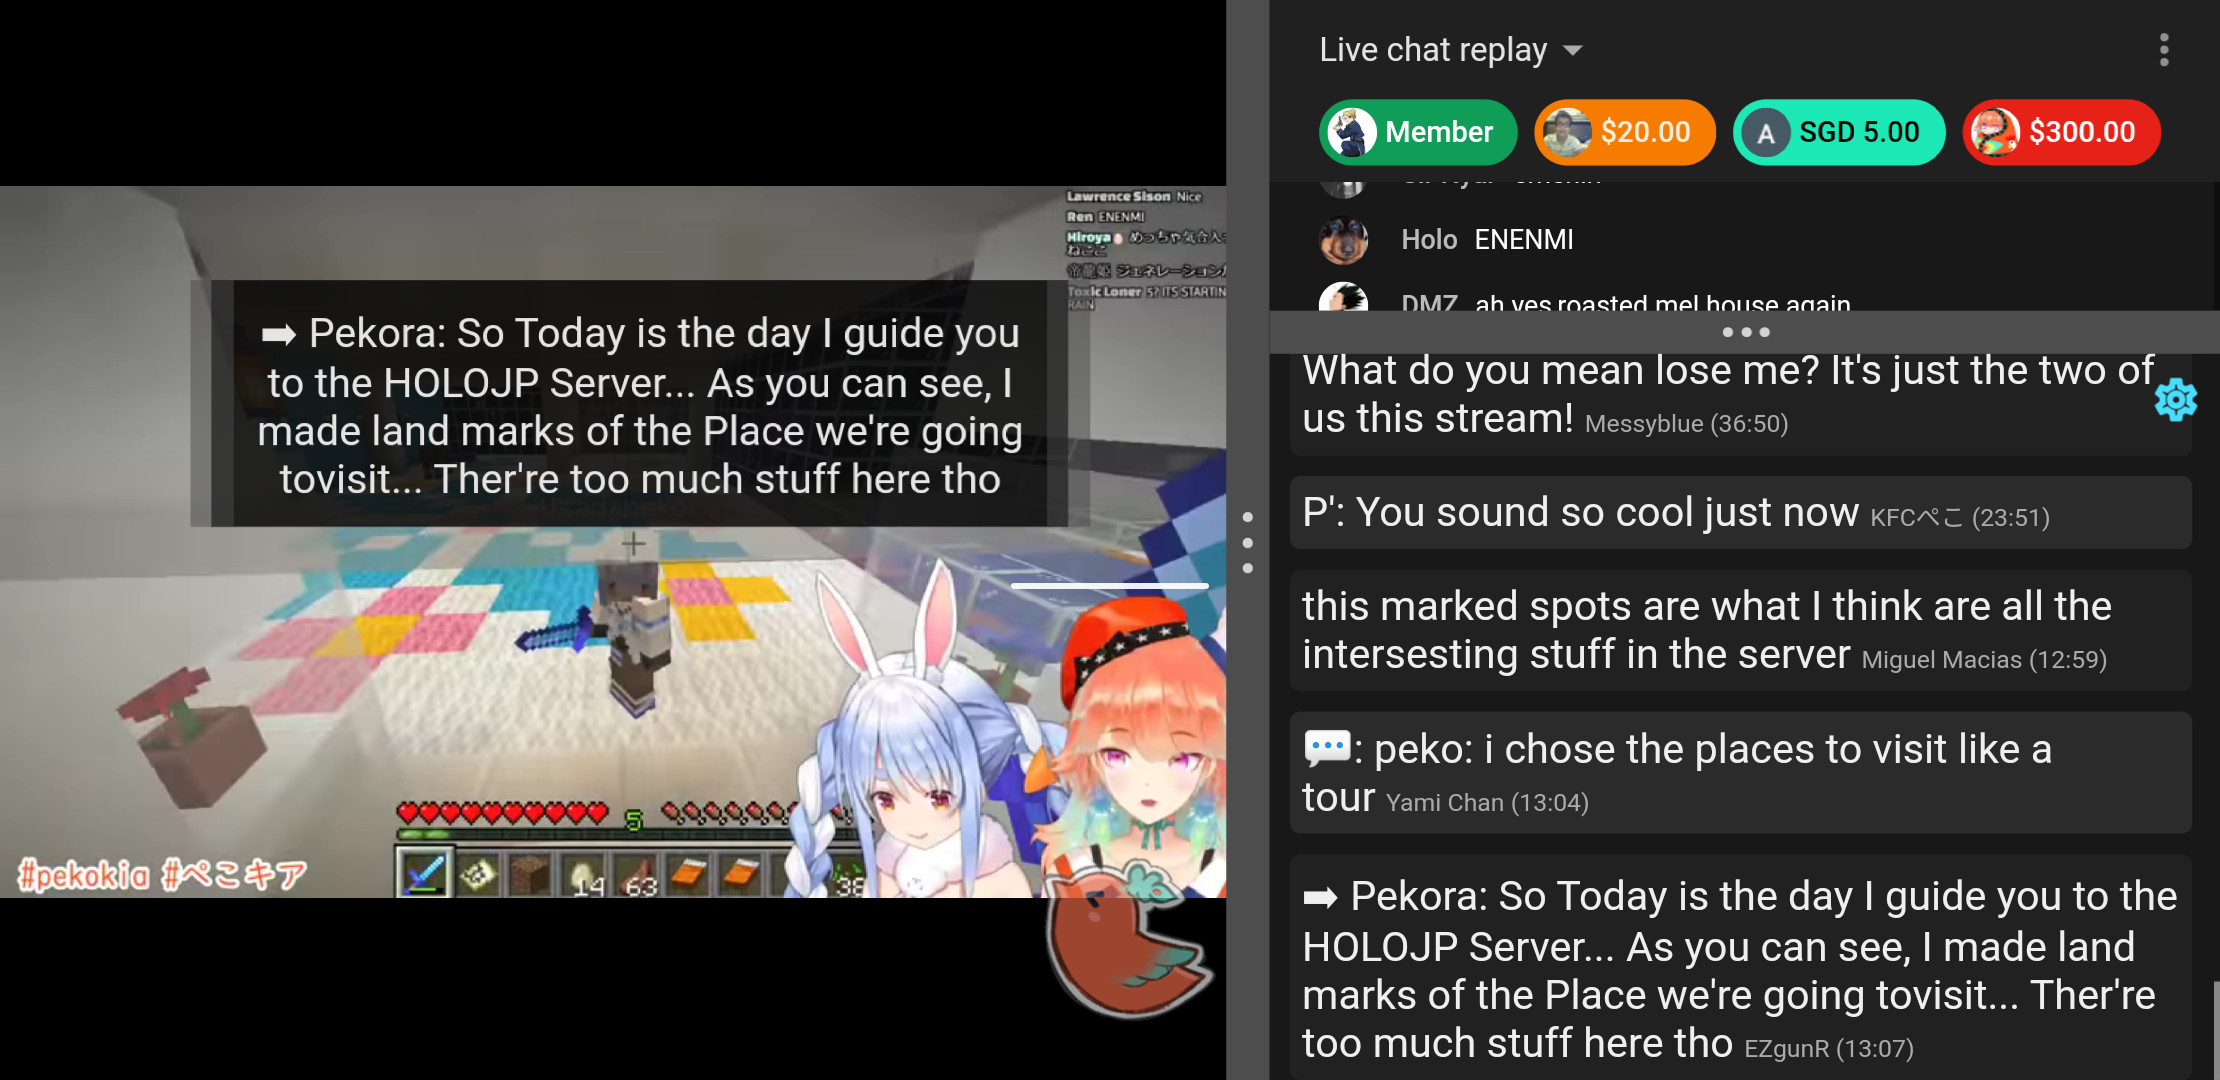 Lawrence Sison Nice
Ren ENENMI
Hiroya めっちゃ気合入
ねここ
帝龍姫 ジェネレーション
Toxic Loner 5? ITS STARTIN
RAIN
➡ Pekora: So Today is the day I guide you
to the HOLOJP Server... As you can see, I
made land marks of the Place we're going
tovisit... Ther're too much stuff here tho
usadapekora
5
14
63
38
#pekokia #ぺこキア
Live chat replay
Member
$20.00
A SGD 5.00
$300.00
Holo ENENMI
DMZ ah yes roasted mel house again
What do you mean lose me? It's just the two of
us this stream! Messyblue (36:50)
P': You sound so cool just now KFCぺこ (23:51)
this marked spots are what I think are all the
intersesting stuff in the server Miguel Macias (12:59)
💬: peko: i chose the places to visit like a
tour Yami Chan (13:04)
➡ Pekora: So Today is the day I guide you to the
HOLOJP Server... As you can see, I made land
marks of the Place we're going tovisit... Ther're
too much stuff here tho EZgunR (13:07)